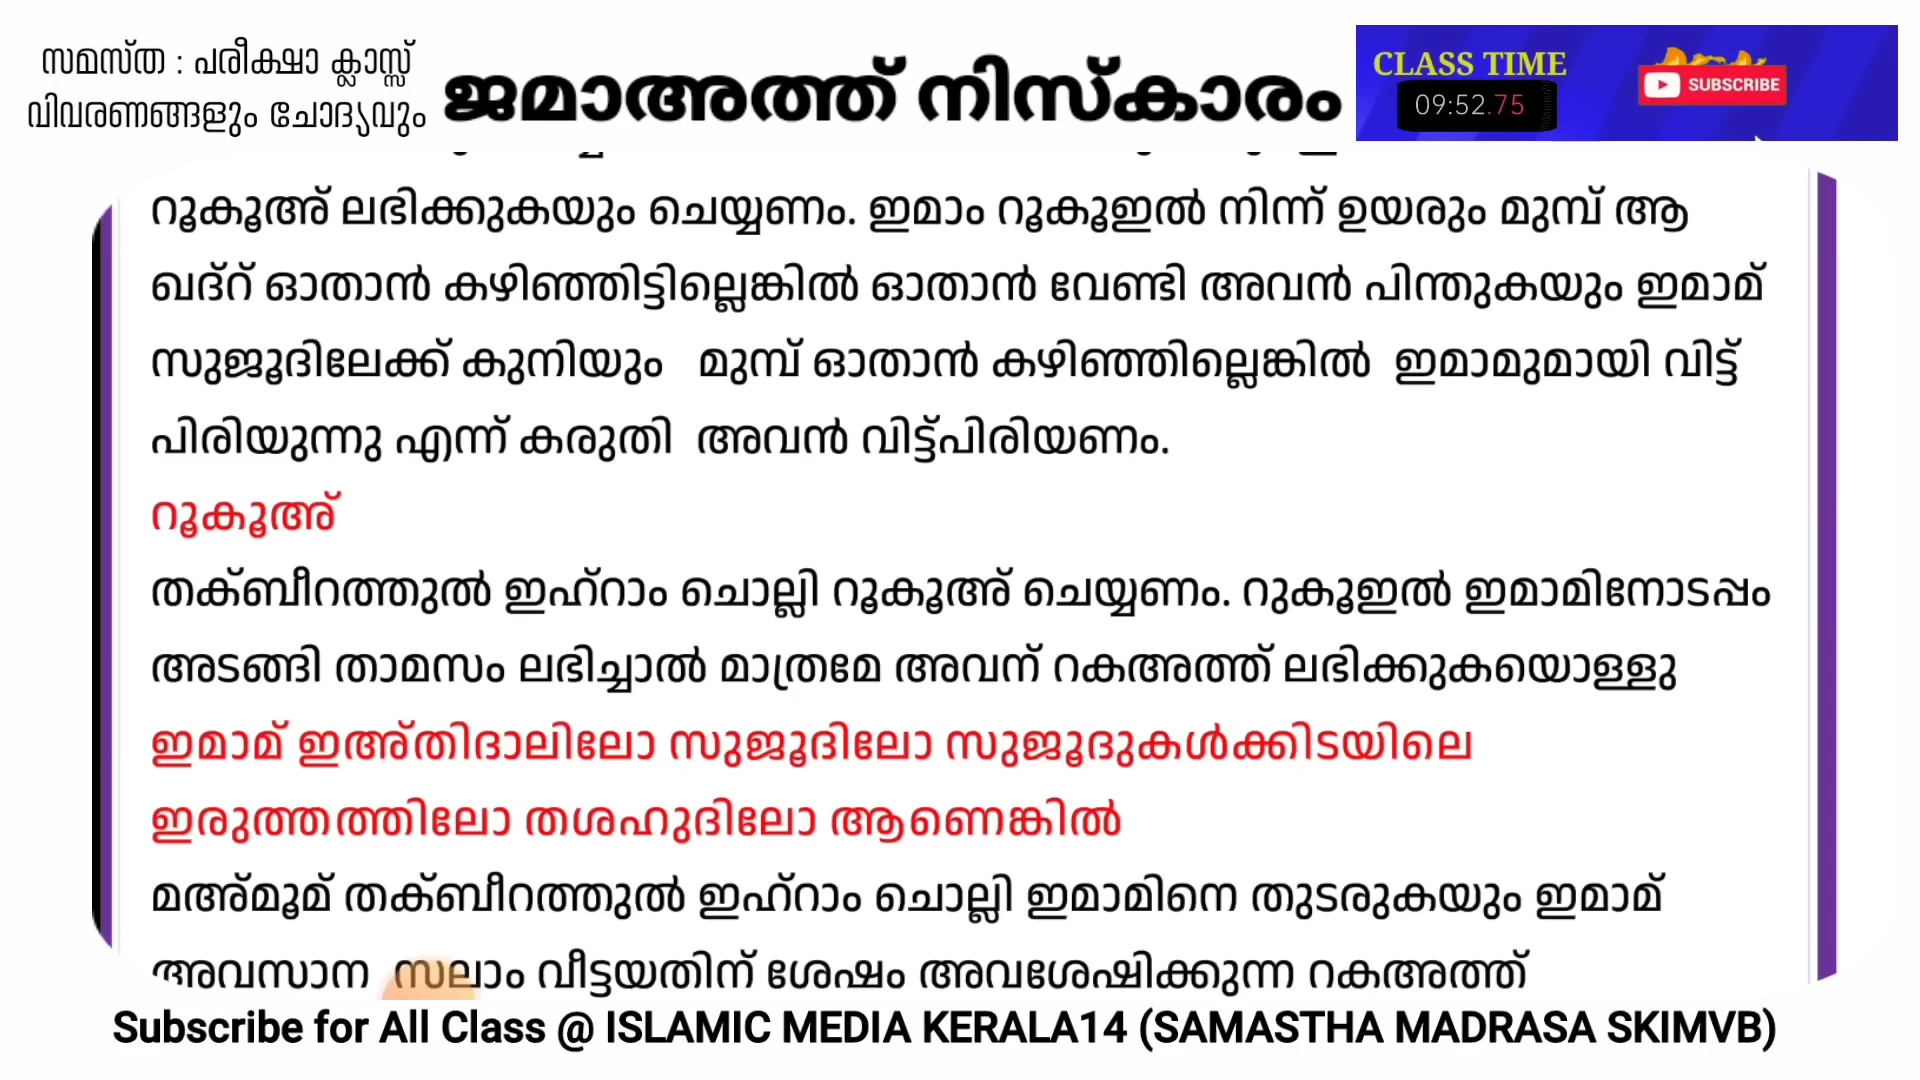 സമസ്ത : പരീക്ഷാ ക്ലാസ്സ്
വിവരണങ്ങളും ചോദ്യവും
ജമാഅത്ത് നിസ്കാരം
CLASS TIME
09:52.75
SUBSCRIBE
റൂകൂഅ് ലഭിക്കുകയും ചെയ്യണം. ഇമാം റൂകൂഇൽ നിന്ന് ഉയരും മുമ്പ് ആ
ഖദ്റ് ഓതാൻ കഴിഞ്ഞിട്ടില്ലെങ്കിൽ ഓതാൻ വേണ്ടി അവൻ പിന്തുകയും ഇമാമ്
സുജൂദിലേക്ക് കുനിയും മുമ്പ് ഓതാൻ കഴിഞ്ഞില്ലെങ്കിൽ ഇമാമുമായി വിട്ട്
പിരിയുന്നു എന്ന് കരുതി അവൻ വിട്ട്പിരിയണം.
റൂകൂഅ്
തക്ബീറത്തുൽ ഇഹ്റാം ചൊല്ലി റൂകൂഅ് ചെയ്യണം. റുകൂഇൽ ഇമാമിനോടപ്പം
അടങ്ങി താമസം ലഭിച്ചാൽ മാത്രമേ അവന് റകഅത്ത് ലഭിക്കുകയൊള്ളു
ഇമാമ് ഇഅ്തിദാലിലോ സുജൂദിലോ സുജൂദുകൾക്കിടയിലെ
ഇരുത്തത്തിലോ തശഹുദിലോ ആണെങ്കിൽ
മഅ്മൂമ് തക്ബീറത്തുൽ ഇഹ്റാം ചൊല്ലി ഇമാമിനെ തുടരുകയും ഇമാമ്
അവസാന സലാം വീട്ടയതിന് ശേഷം അവശേഷിക്കുന്ന റകഅത്ത്
Subscribe for All Class @ ISLAMIC MEDIA KERALA14 (SAMASTHA MADRASA SKIMVB)